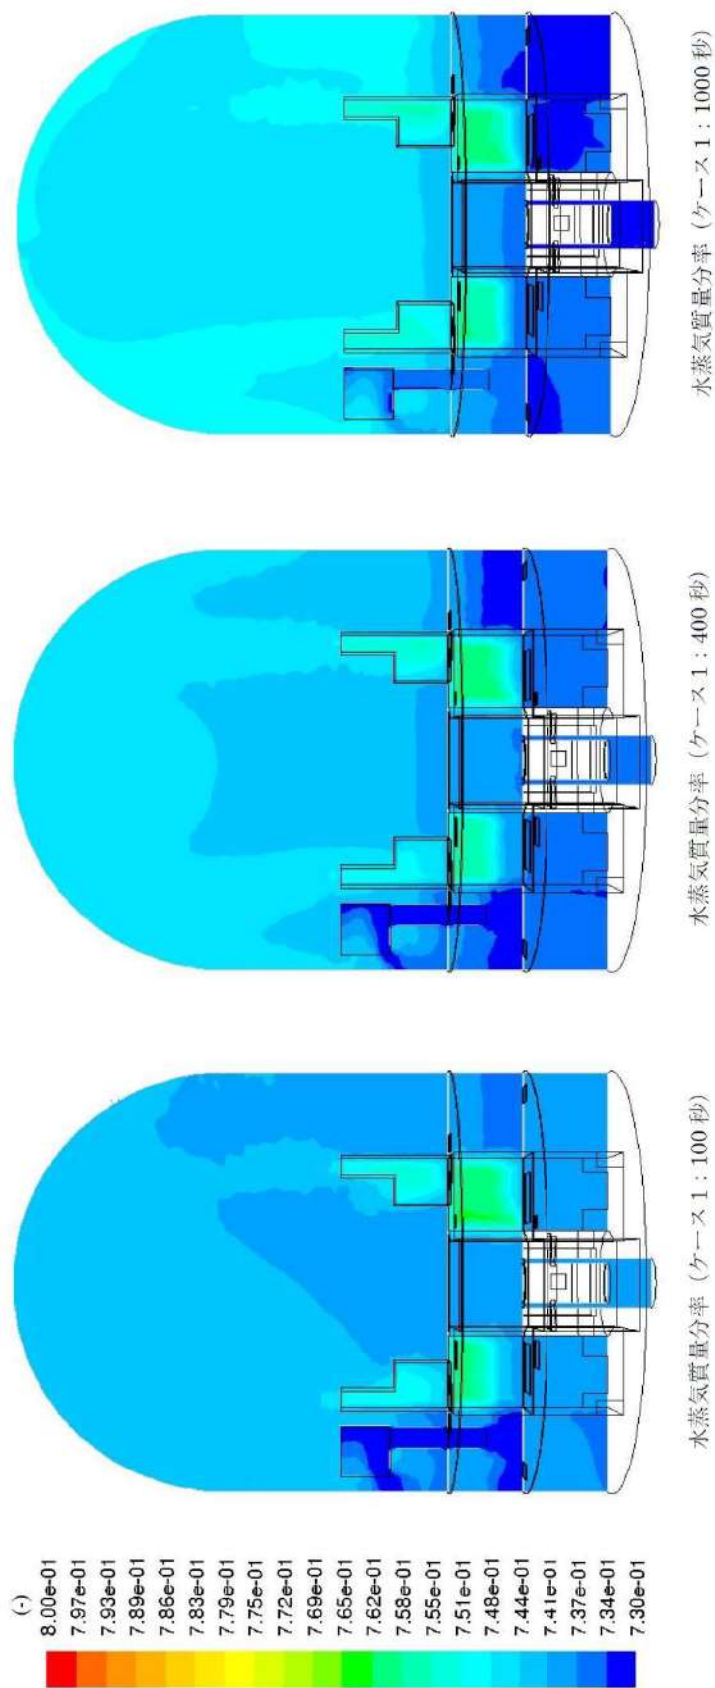 (-)
8.00e-01
7.97e-01
7.93e-01
7.89e-01
7.86e-01
7.83e-01
7.79e-01
7.75e-01
7.72e-01
7.69e-01
7.65e-01
7.62e-01
7.58e-01
7.55e-01
7.51e-01
7.48e-01
7.44e-01
7.41e-01
7.37e-01
7.34e-01
7.30e-01
水蒸気質量分率（ケース1：100秒）
水蒸気質量分率（ケース1：400秒）
水蒸気質量分率（ケース1：1000秒）